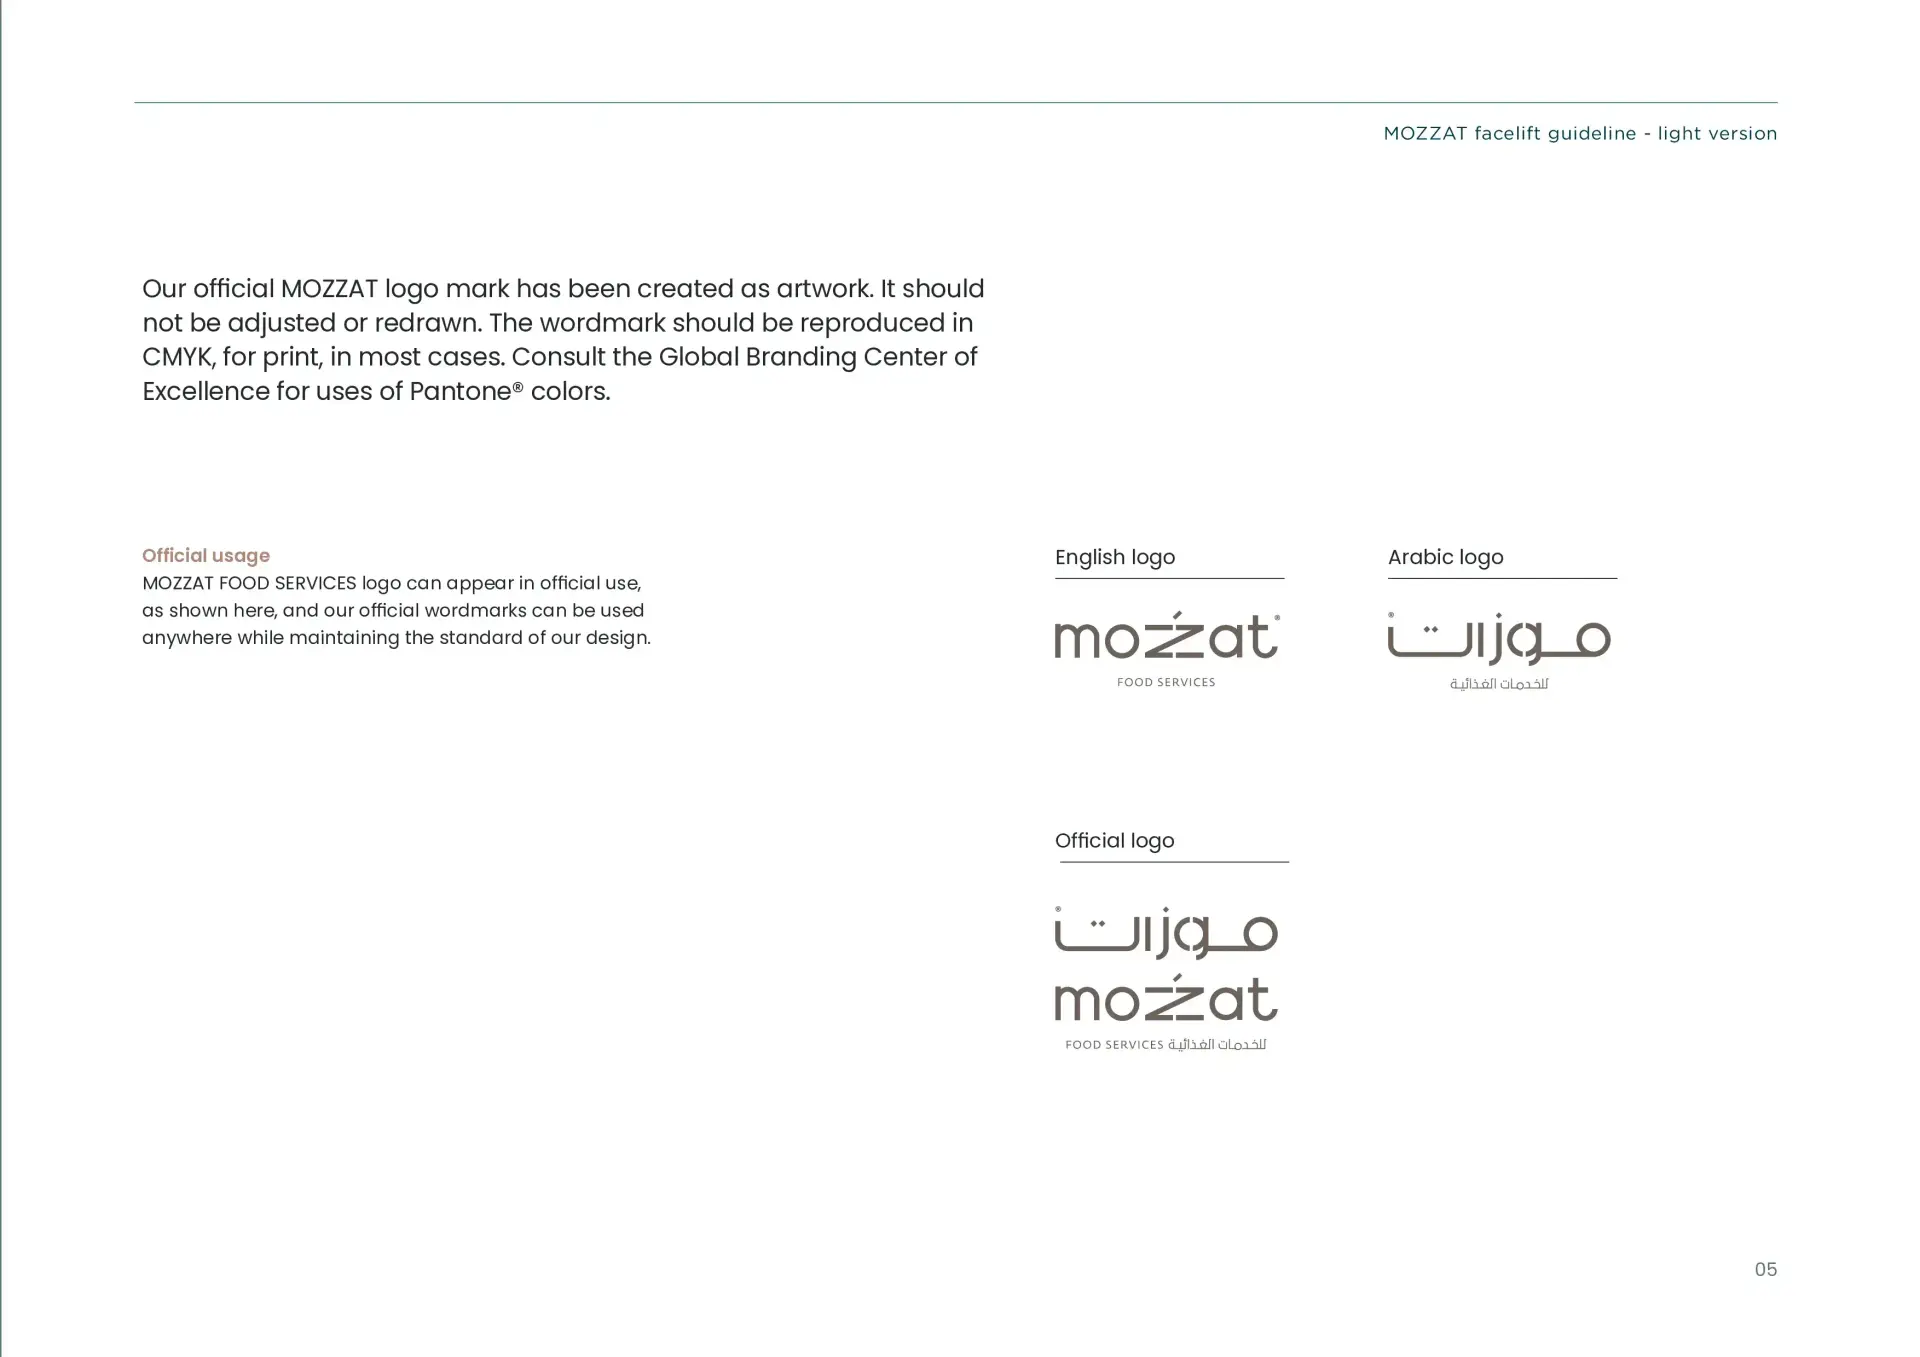 MOZZAT facelift guideline - light version
Our official MOZZAT logo mark has been created as artwork. It should
not be adjusted or redrawn. The wordmark should be reproduced in
CMYK, for print, in most cases. Consult the Global Branding Center of
Excellence for uses of Pantone® colors.
Official usage
MOZZAT FOOD SERVICES logo can appear in official use,
as shown here, and our official wordmarks can be used
anywhere while maintaining the standard of our design.
English logo
mozzat®
FOOD SERVICES
Arabic logo
موزات®
للخدمات الغذائية
Official logo
موزات®
mozzat
FOOD SERVICES للخدمات الغذائية
05